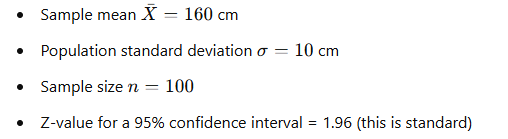 • Sample mean X̄ = 160 cm
• Population standard deviation σ = 10 cm
• Sample size n = 100
• Z-value for a 95% confidence interval = 1.96 (this is standard)